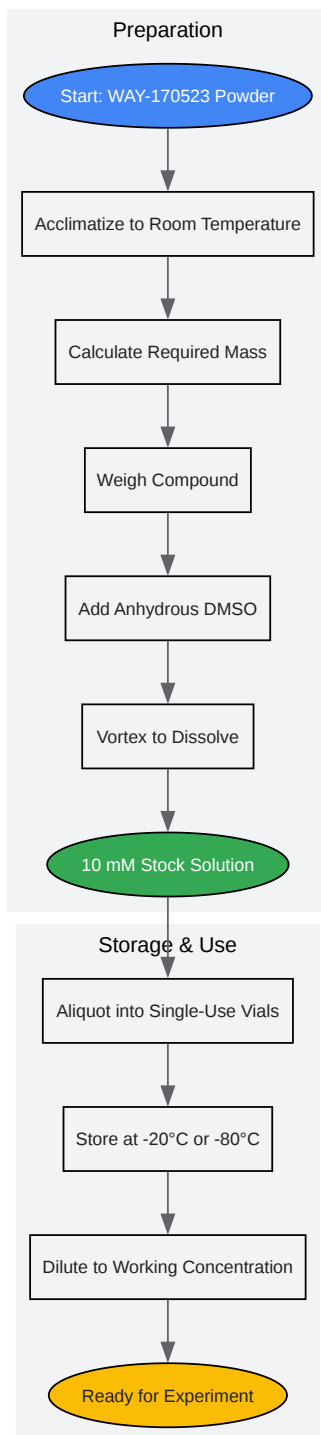 Preparation
Start: WAY-170523 Powder
Acclimatize to Room Temperature
Calculate Required Mass
Weigh Compound
Add Anhydrous DMSO
Vortex to Dissolve
10 mM Stock Solution
Storage & Use
Aliquot into Single-Use Vials
Store at -20°C or -80°C
Dilute to Working Concentration
Ready for Experiment